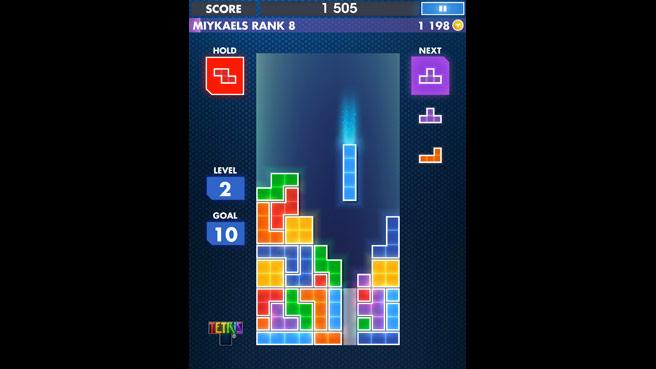 SCORE 1 505
MIYKAELS RANK 8 1 198
HOLD
NEXT
LEVEL
2
GOAL
10
TETRIS